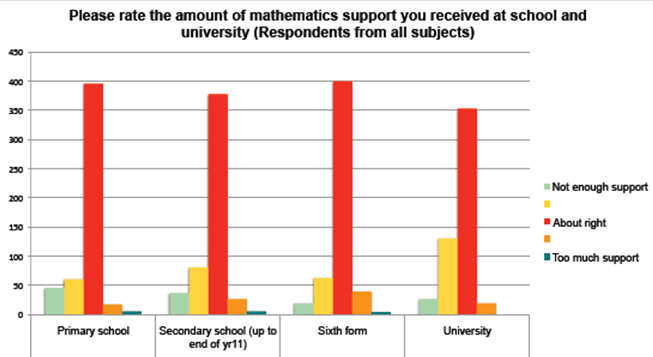 Please rate the amount of mathematics support you received at school and
university (Respondents from all subjects)
450
400
350
300
250
200
150
100
50
0
Primary school
Secondary school (up to
end of yr11)
Sixth form
University
Not enough support
About right
Too much support